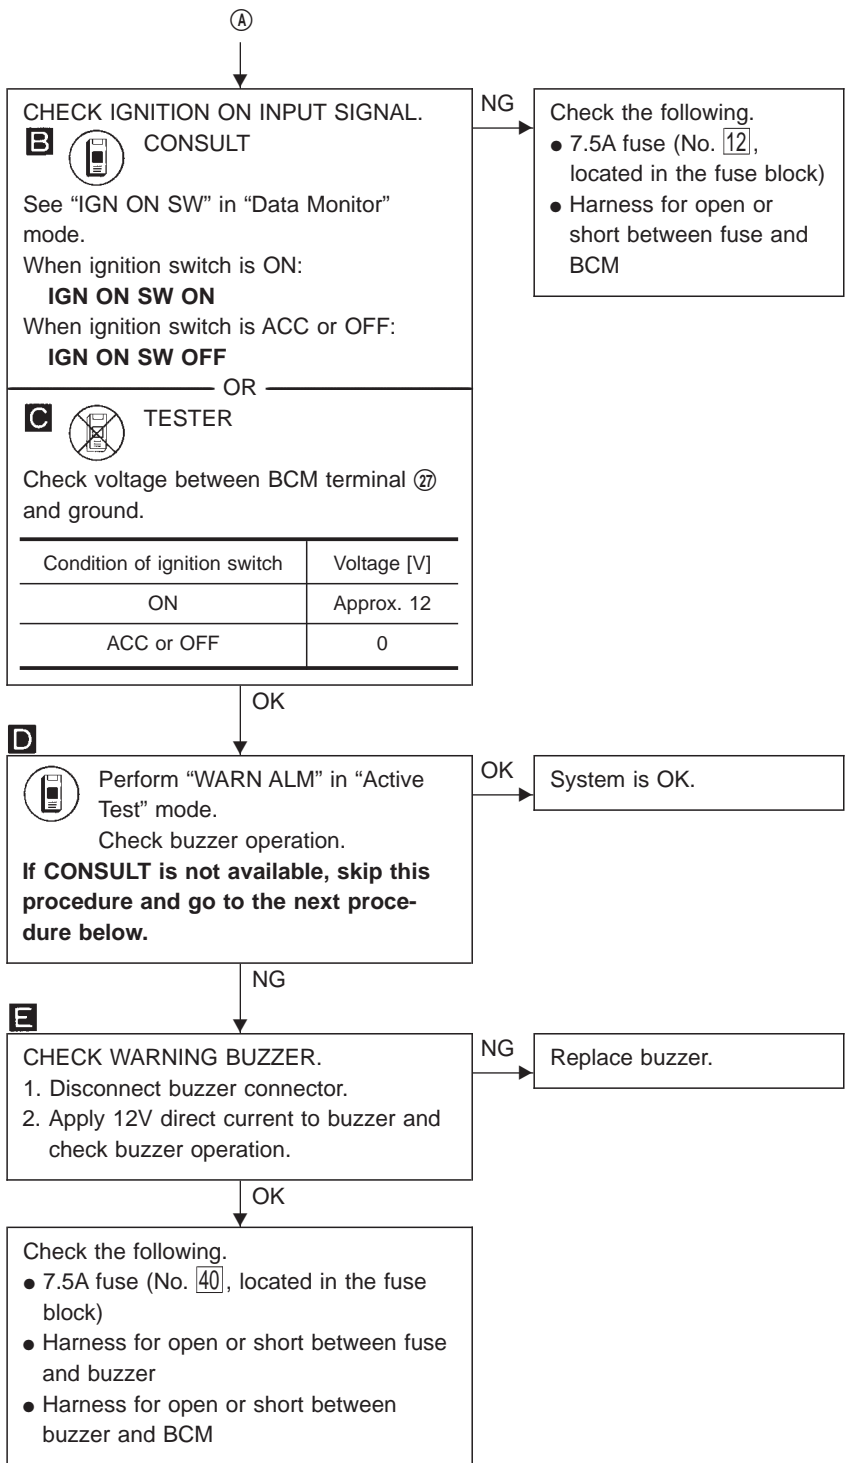 Ⓐ
CHECK IGNITION ON INPUT SIGNAL.
B CONSULT
See “IGN ON SW” in “Data Monitor”
mode.
When ignition switch is ON:
IGN ON SW ON
When ignition switch is ACC or OFF:
IGN ON SW OFF
NG
Check the following.
● 7.5A fuse (No. 12,
located in the fuse block)
● Harness for open or
short between fuse and
BCM
OR
C TESTER
Check voltage between BCM terminal ㉗
and ground.
Condition of ignition switch Voltage [V]
ON Approx. 12
ACC or OFF 0
OK
D
Perform “WARN ALM” in “Active
Test” mode.
Check buzzer operation.
If CONSULT is not available, skip this
procedure and go to the next proce-
dure below.
OK
System is OK.
NG
E
CHECK WARNING BUZZER.
1. Disconnect buzzer connector.
2. Apply 12V direct current to buzzer and
check buzzer operation.
NG
Replace buzzer.
OK
Check the following.
● 7.5A fuse (No. 40, located in the fuse
block)
● Harness for open or short between fuse
and buzzer
● Harness for open or short between
buzzer and BCM